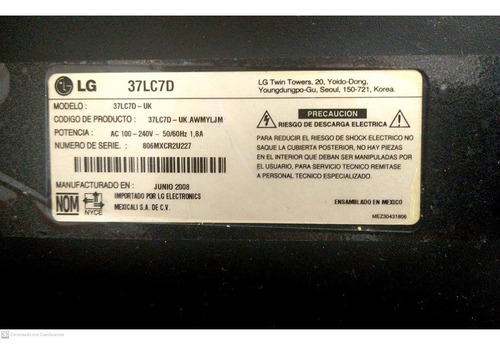 LG 37LC7D
LG Twin Towers, 20, Yoido-Dong,
Youngdungpo-Gu, Seoul, 150-721, Korea.
MODELO : 37LC7D-UK
CODIGO DE PRODUCTO : 37LC7D-UK.AWMYLJM
POTENCIA : AC 100-240V~50/60Hz 1,8A
NUMERO DE SERIE. : 806MXCR2U227
MANUFACTURADO EN : JUNIO 2008
NOM NYCE
IMPORTADO POR LG ELECTRONICS
MEXICALI S.A. DE C.V.
PRECAUCION
RIESGO DE DESCARGA ELECTRICA
PARA REDUCIR EL RIESGO DE SHOCK ELECTRICO NO
SAQUE LA CUBIERTA POSTERIOR, NO HAY PIEZAS
EN EL INTERIOR QUE DEBAN SER MANIPULADAS POR
EL USUARIO, PARA SERVICIO TECNICO REMITASE
A PERSONAL TECNICO ESPECIALIZADO.
ENSAMBLADO EN MEXICO
MEZ30431806